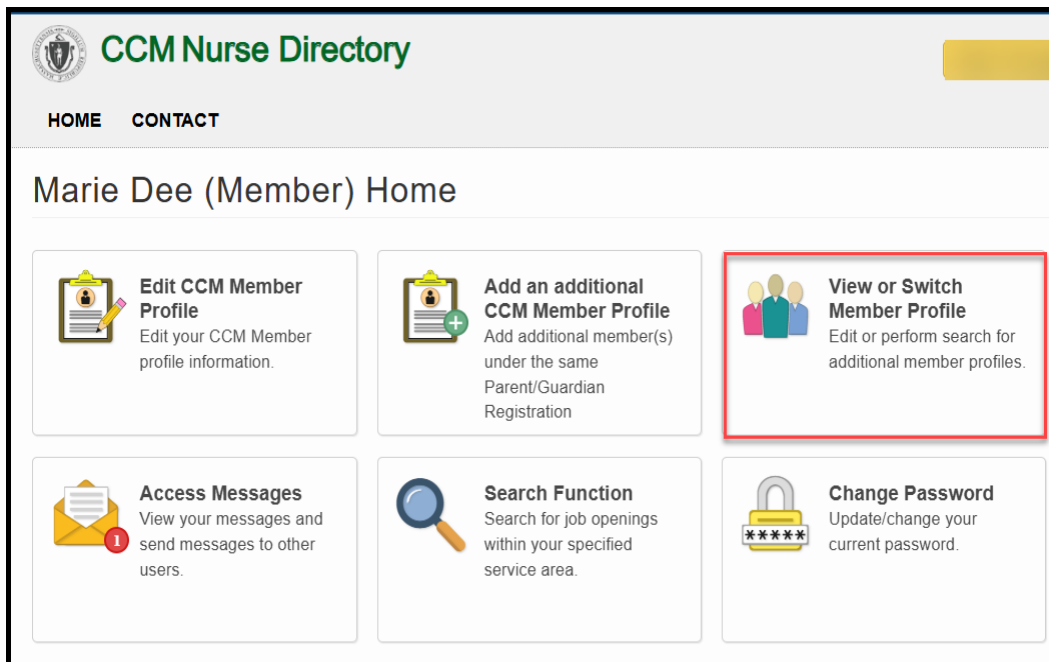 CCM Nurse Directory
HOME CONTACT
Marie Dee (Member) Home
Edit CCM Member
Profile
Edit your CCM Member
profile information.
Add an additional
CCM Member Profile
Add additional member(s)
under the same
Parent/Guardian
Registration
View or Switch
Member Profile
Edit or perform search for
additional member profiles.
Access Messages
View your messages and
send messages to other
users.
1
Search Function
Search for job openings
within your specified
service area.
Change Password
Update/change your
current password.
*****